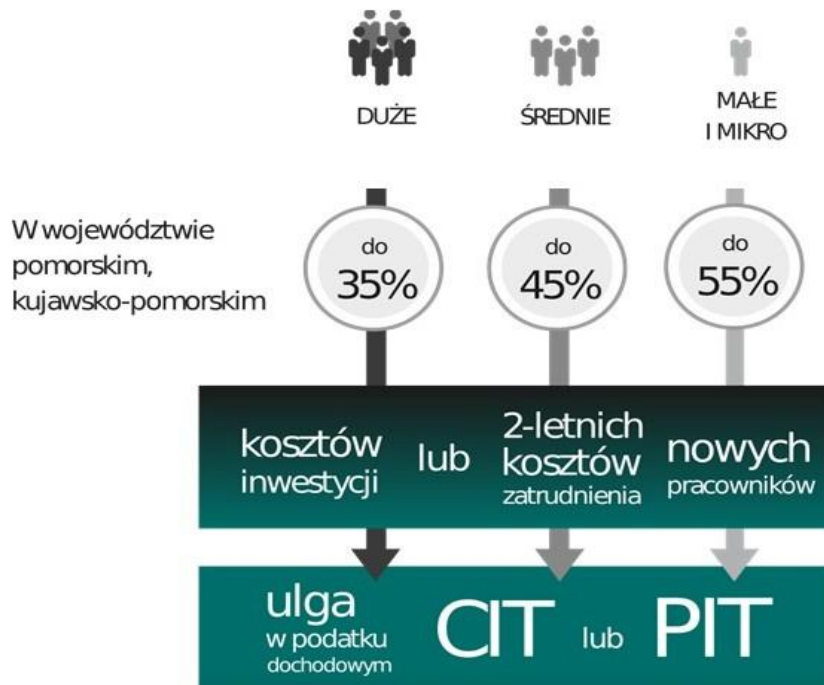 DUŻE
ŚREDNIE
MAŁE
I MIKRO
W województwie
pomorskim,
kujawsko-pomorskim
do
35%
do
45%
do
55%
kosztów
inwestycji
lub
2-letnich
kosztów
zatrudnienia
nowych
pracowników
ulga
w podatku
dochodowym
CIT
lub
PIT